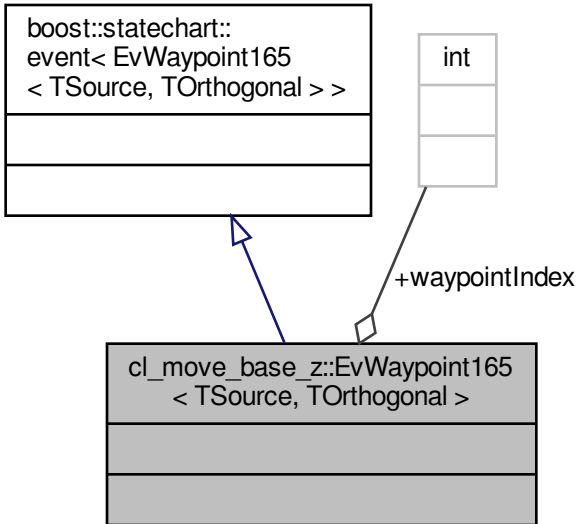 boost::statechart::
event< EvWaypoint165
< TSource, TOrthogonal > >
int
+waypointIndex
cl_move_base_z::EvWaypoint165
< TSource, TOrthogonal >